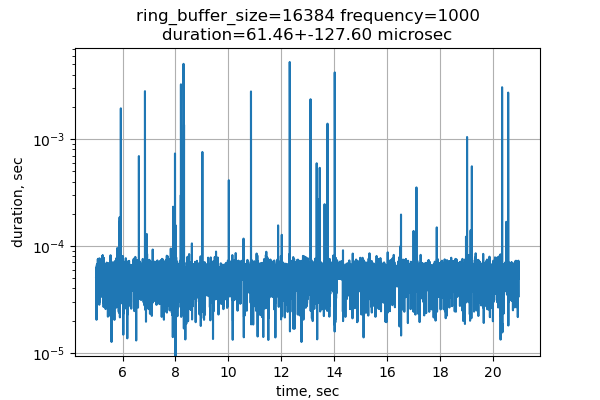 ring_buffer_size=16384 frequency=1000
duration=61.46+-127.60 microsec
duration, sec
10⁻³
10⁻⁴
10⁻⁵
6 8 10 12 14 16 18 20
time, sec